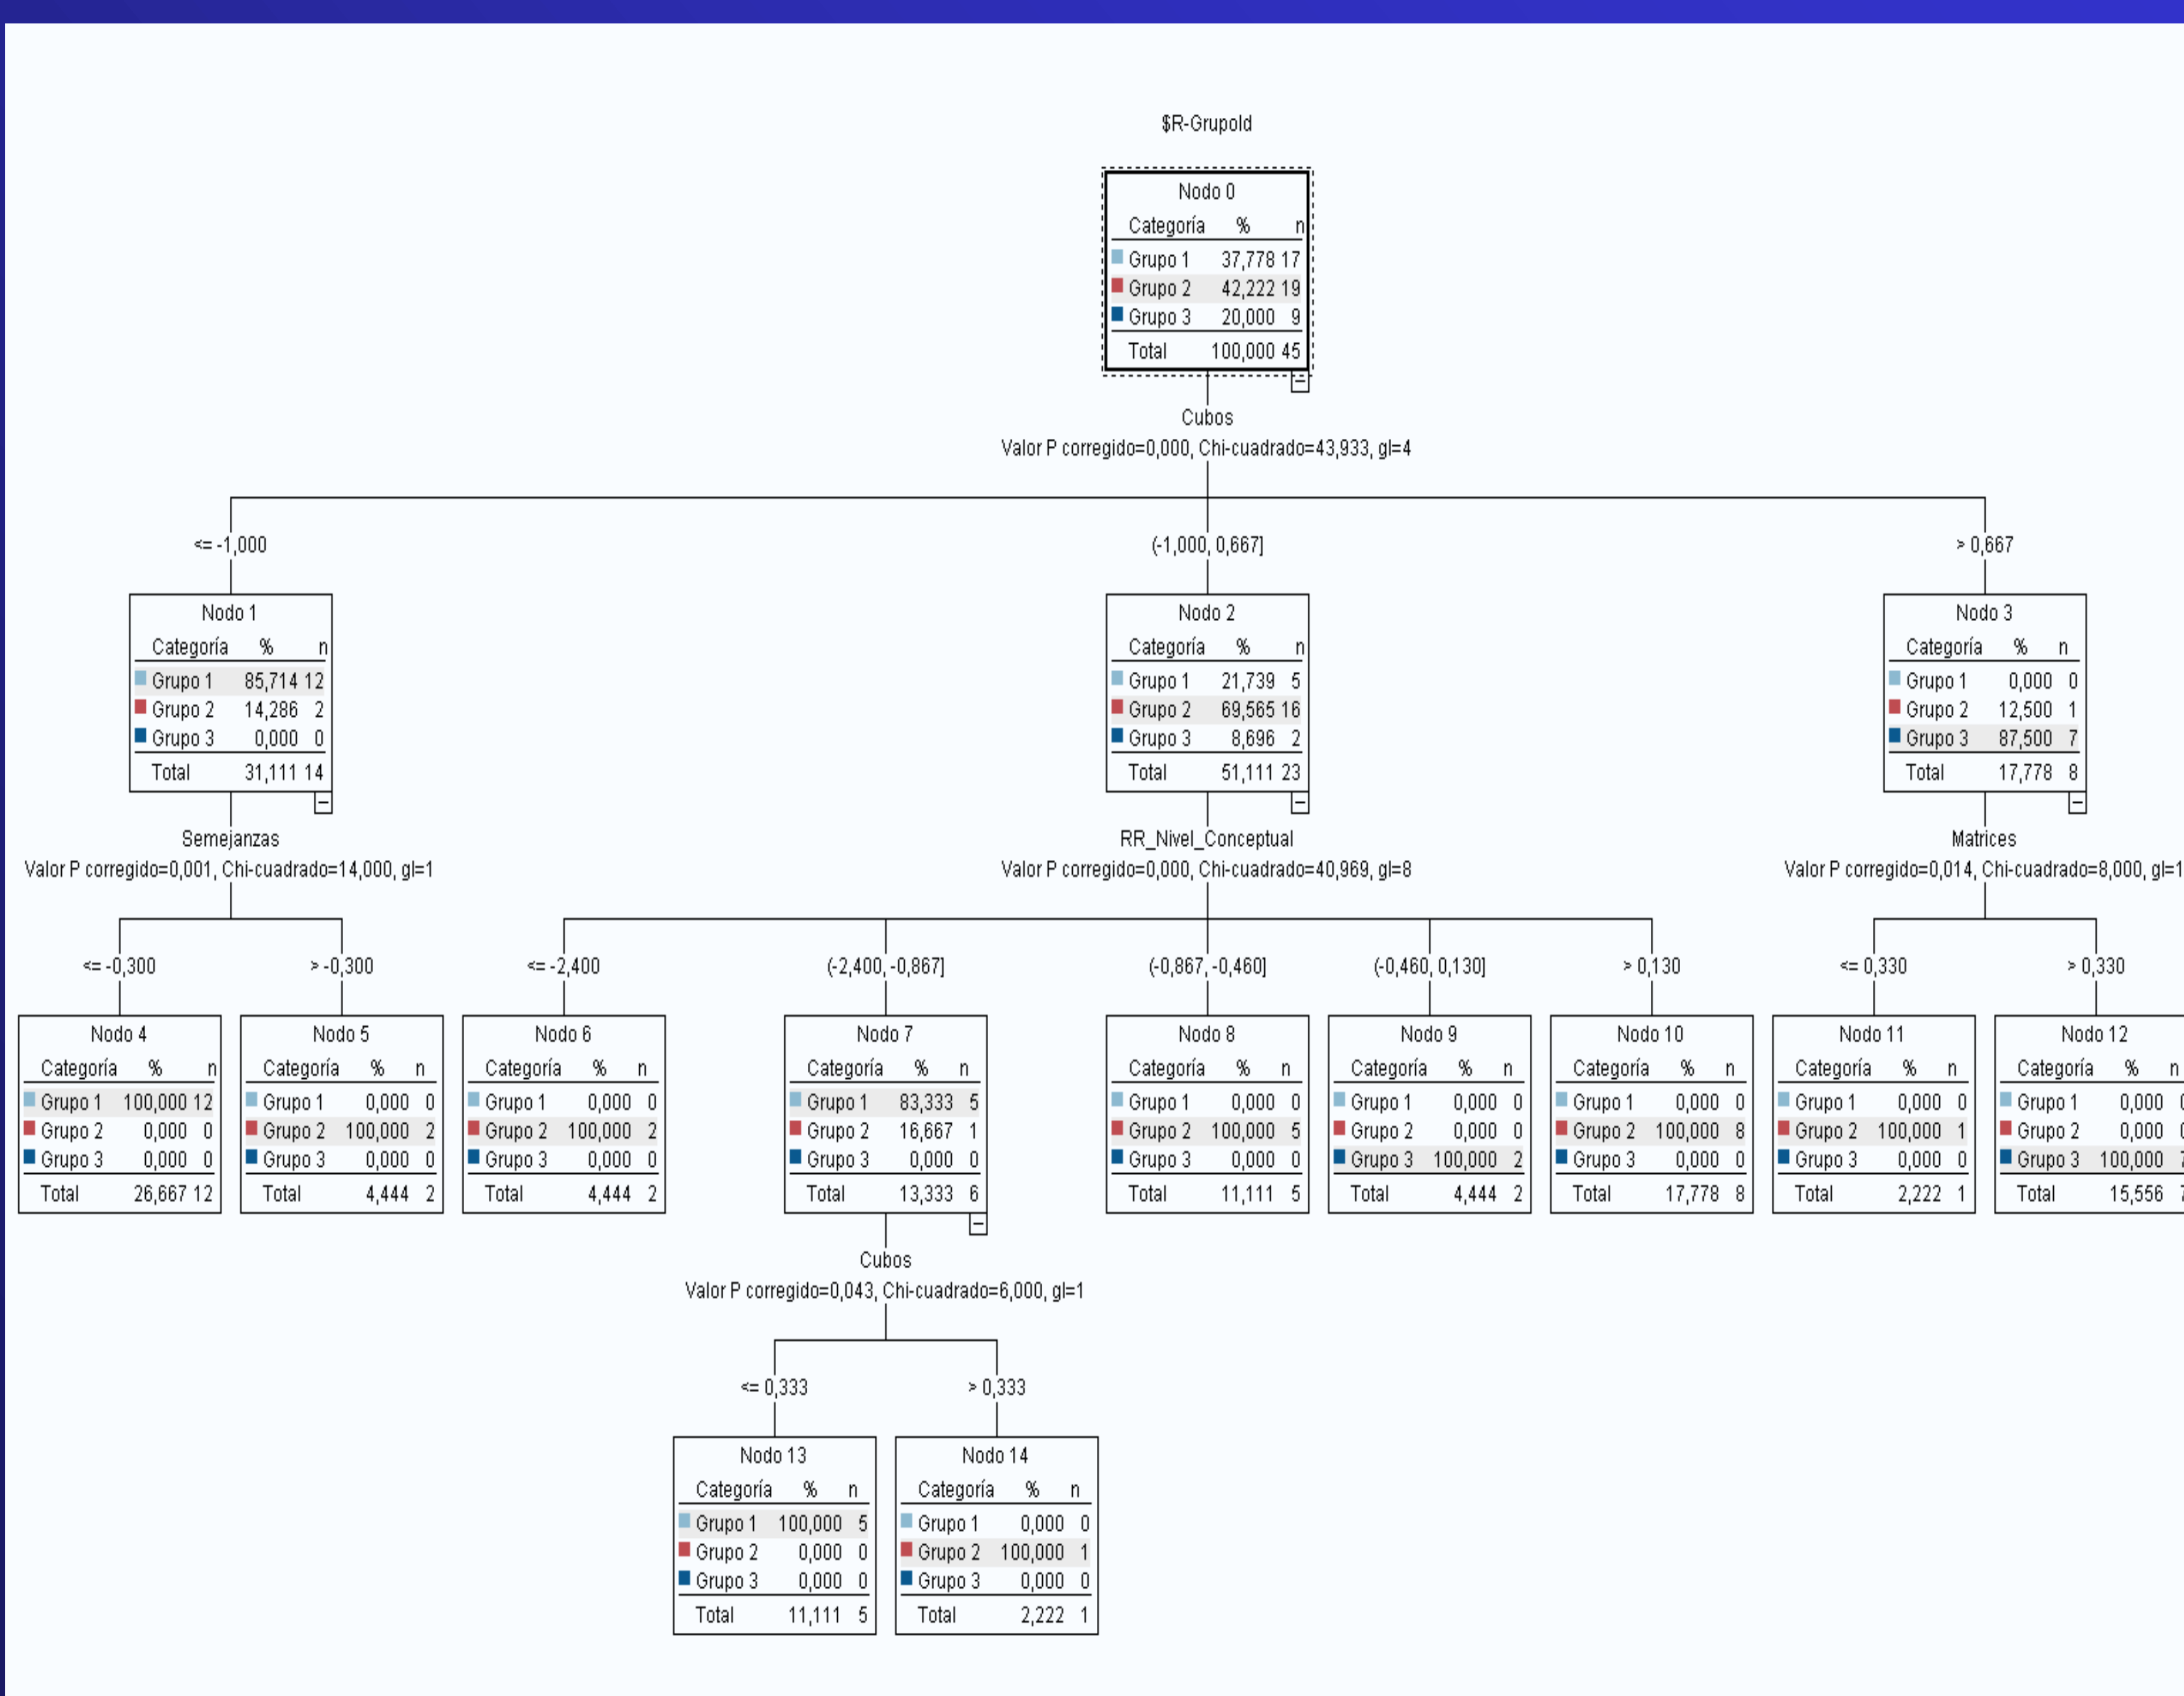 $R-GrupoId
Nodo 0
Categoría % n
Grupo 1 37,778 17
Grupo 2 42,222 19
Grupo 3 20,000 9
Total 100,000 45
Cubos
Valor P corregido=0,000, Chi-cuadrado=43,933, gl=4
<= -1,000
(-1,000, 0,667]
> 0,667
Nodo 1
Categoría % n
Grupo 1 85,714 12
Grupo 2 14,286 2
Grupo 3 0,000 0
Total 31,111 14
Nodo 2
Categoría % n
Grupo 1 21,739 5
Grupo 2 69,565 16
Grupo 3 8,696 2
Total 51,111 23
Nodo 3
Categoría % n
Grupo 1 0,000 0
Grupo 2 12,500 1
Grupo 3 87,500 7
Total 17,778 8
Semejanzas
Valor P corregido=0,001, Chi-cuadrado=14,000, gl=1
RR_Nivel_Conceptual
Valor P corregido=0,000, Chi-cuadrado=40,969, gl=8
Matrices
Valor P corregido=0,014, Chi-cuadrado=8,000, gl=1
<= -0,300
> -0,300
<= -2,400
(-2,400, -0,867]
(-0,867, -0,460]
(-0,460, 0,130]
> 0,130
<= 0,330
> 0,330
Nodo 4
Categoría % n
Grupo 1 100,000 12
Grupo 2 0,000 0
Grupo 3 0,000 0
Total 26,667 12
Nodo 5
Categoría % n
Grupo 1 0,000 0
Grupo 2 100,000 2
Grupo 3 0,000 0
Total 4,444 2
Nodo 6
Categoría % n
Grupo 1 0,000 0
Grupo 2 100,000 2
Grupo 3 0,000 0
Total 4,444 2
Nodo 7
Categoría % n
Grupo 1 83,333 5
Grupo 2 16,667 1
Grupo 3 0,000 0
Total 13,333 6
Nodo 8
Categoría % n
Grupo 1 0,000 0
Grupo 2 100,000 5
Grupo 3 0,000 0
Total 11,111 5
Nodo 9
Categoría % n
Grupo 1 0,000 0
Grupo 2 0,000 0
Grupo 3 100,000 2
Total 4,444 2
Nodo 10
Categoría % n
Grupo 1 0,000 0
Grupo 2 100,000 8
Grupo 3 0,000 0
Total 17,778 8
Nodo 11
Categoría % n
Grupo 1 0,000 0
Grupo 2 100,000 1
Grupo 3 0,000 0
Total 2,222 1
Nodo 12
Categoría % n
Grupo 1 0,000 0
Grupo 2 0,000 0
Grupo 3 100,000 7
Total 15,556 7
Cubos
Valor P corregido=0,043, Chi-cuadrado=6,000, gl=1
<= 0,333
> 0,333
Nodo 13
Categoría % n
Grupo 1 100,000 5
Grupo 2 0,000 0
Grupo 3 0,000 0
Total 11,111 5
Nodo 14
Categoría % n
Grupo 1 0,000 0
Grupo 2 100,000 1
Grupo 3 0,000 0
Total 2,222 1